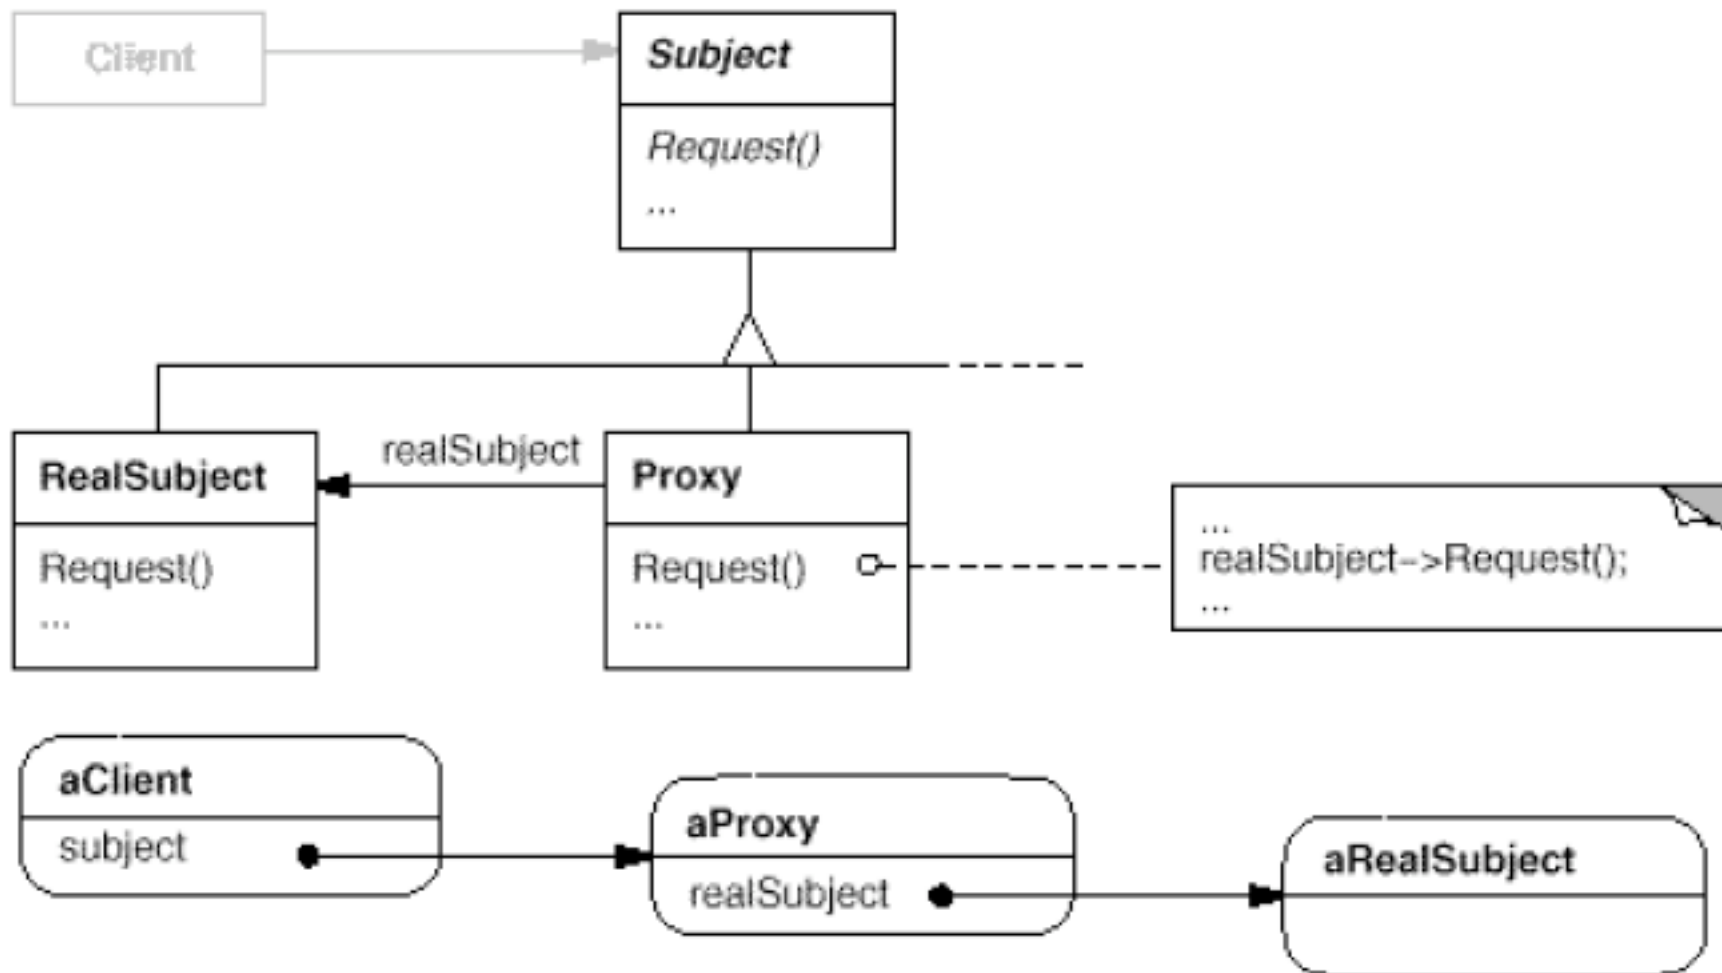 Client
Subject
Request()
...
realSubject
RealSubject
Request()
...
Proxy
Request()
...
...
realSubject->Request();
...
aClient
subject
aProxy
realSubject
aRealSubject